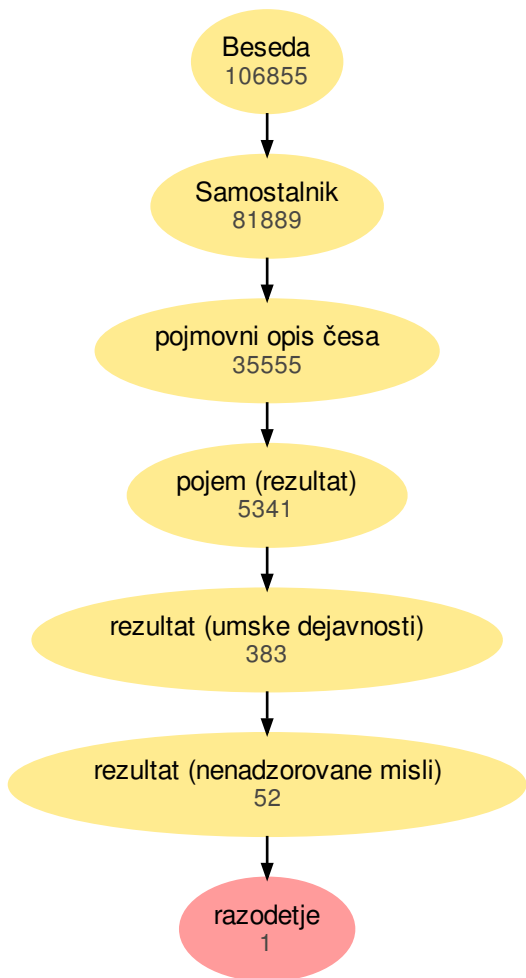 Beseda
106855
Samostalnik
81889
pojmovni opis česa
35555
pojem (rezultat)
5341
rezultat (umske dejavnosti)
383
rezultat (nenadzorovane misli)
52
razodetje
1